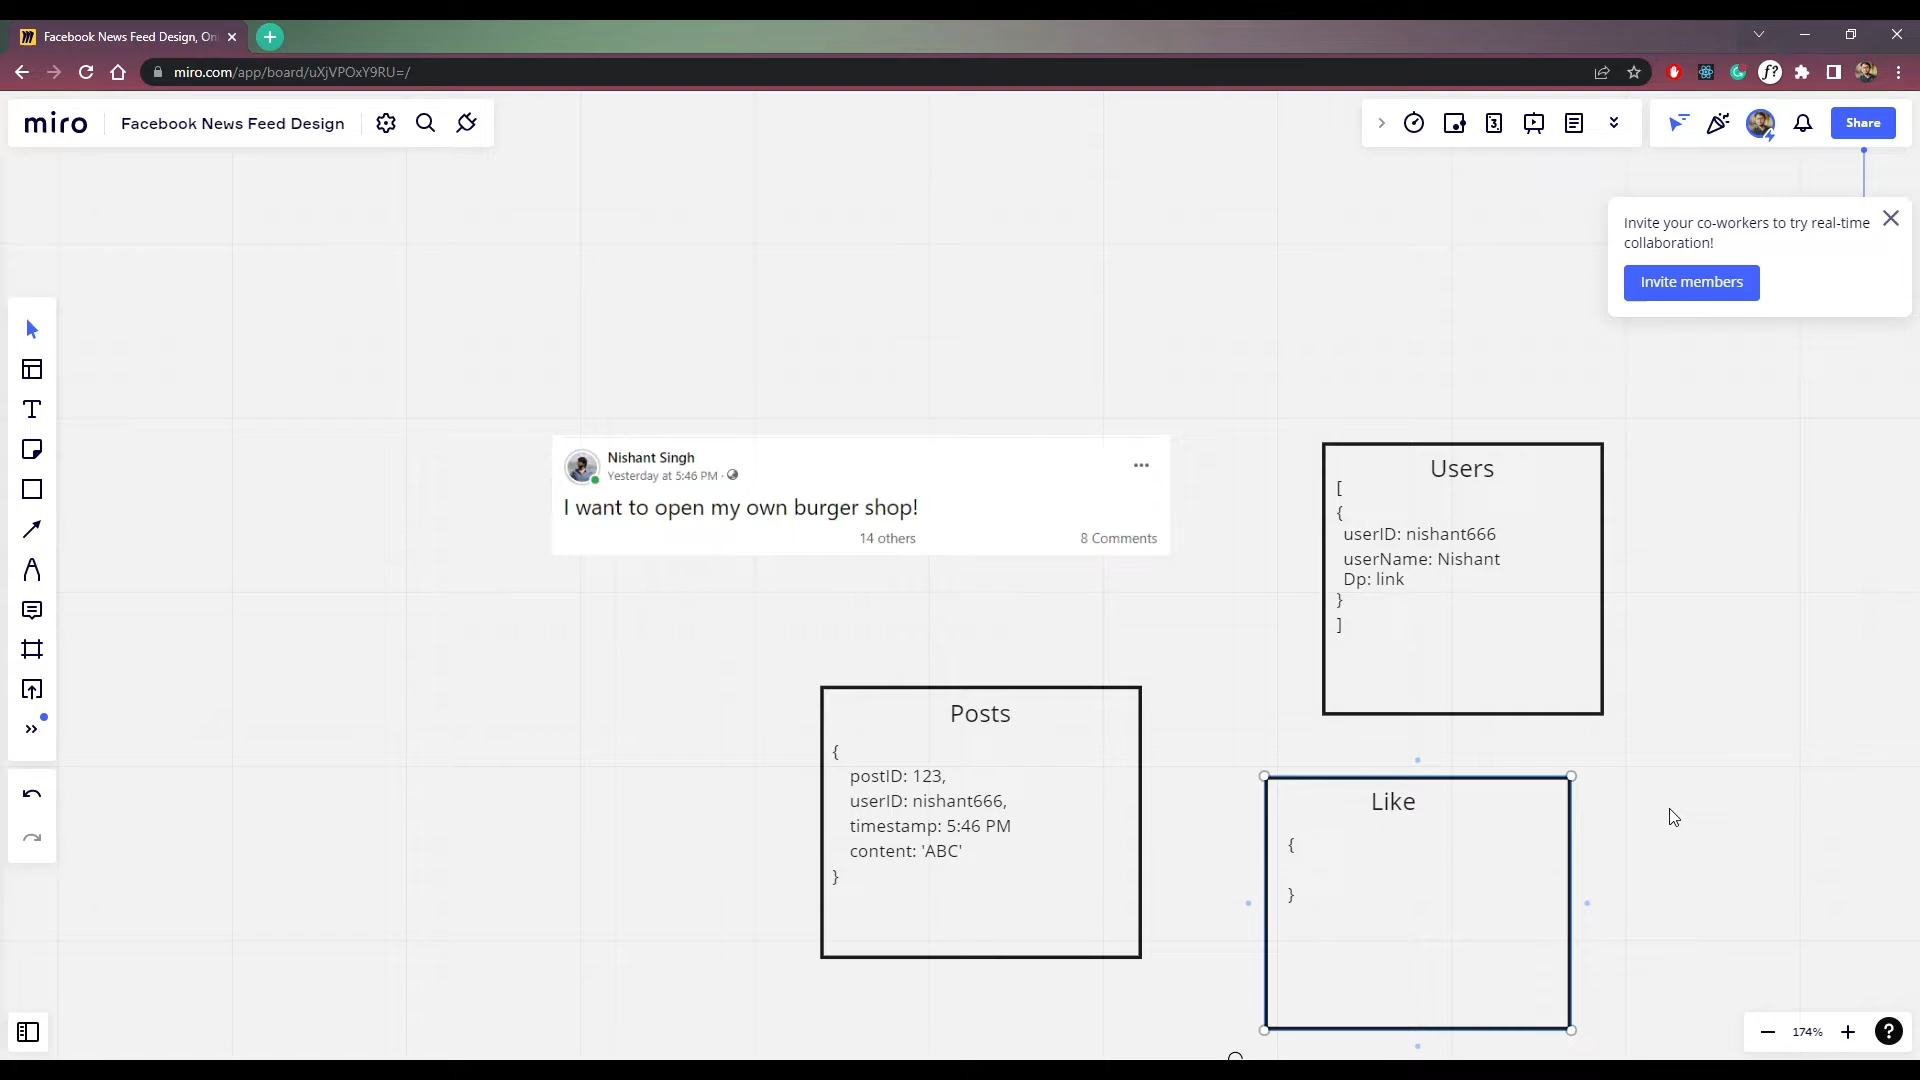 Facebook News Feed Design, On
miro.com/app/board/uXjVPOxY9RU=/
miro
Facebook News Feed Design
Share
Invite your co-workers to try real-time
collaboration!
Invite members
Nishant Singh
Yesterday at 5:46 PM ·
I want to open my own burger shop!
14 others
8 Comments
Users
[
{
userID: nishant666
userName: Nishant
Dp: link
}
]
Posts
{
postID: 123,
userID: nishant666,
timestamp: 5:46 PM
content: 'ABC'
}
Like
{
}
174%